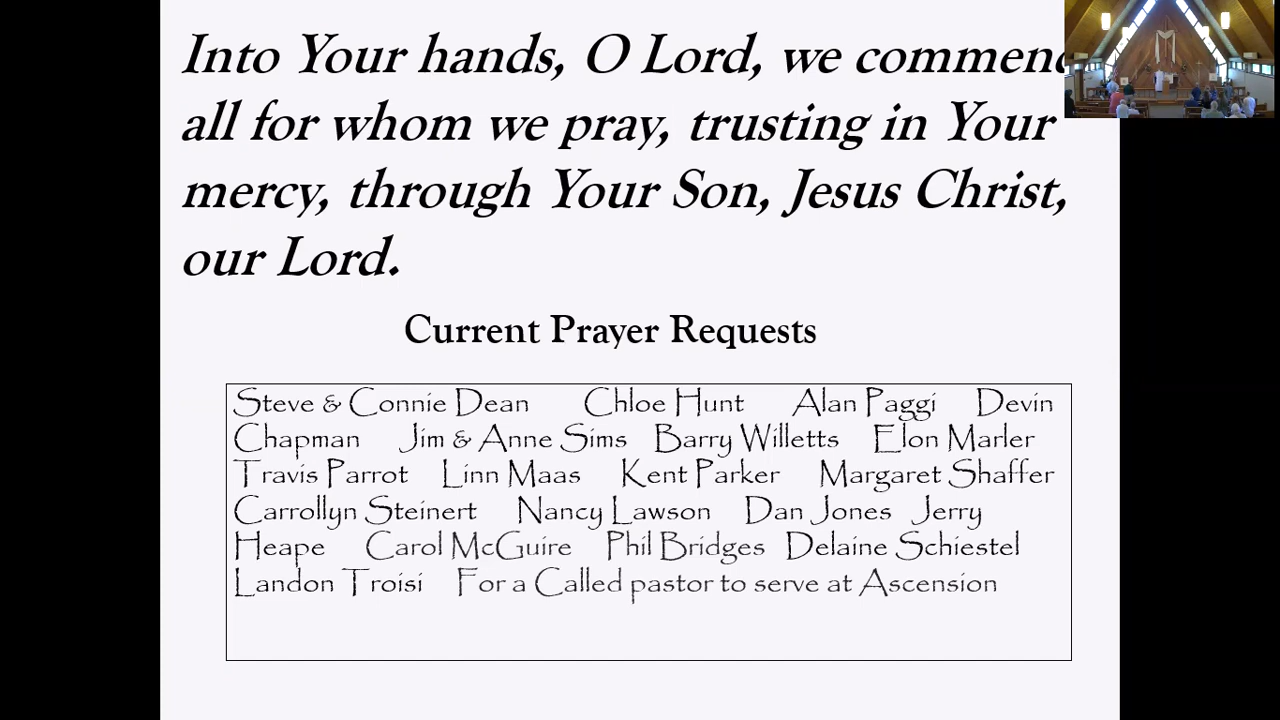 Into Your hands, O Lord, we commend
all for whom we pray, trusting in Your
mercy, through Your Son, Jesus Christ,
our Lord.
Current Prayer Requests
Steve & Connie Dean Chloe Hunt Alan Paggi Devin
Chapman Jim & Anne Sims Barry Willetts Elon Marler
Travis Parrot Linn Maas Kent Parker Margaret Shaffer
Carrollyn Steinert Nancy Lawson Dan Jones Jerry
Heape Carol McGuire Phil Bridges Delaine Schiestel
Landon Troisi For a Called pastor to serve at Ascension